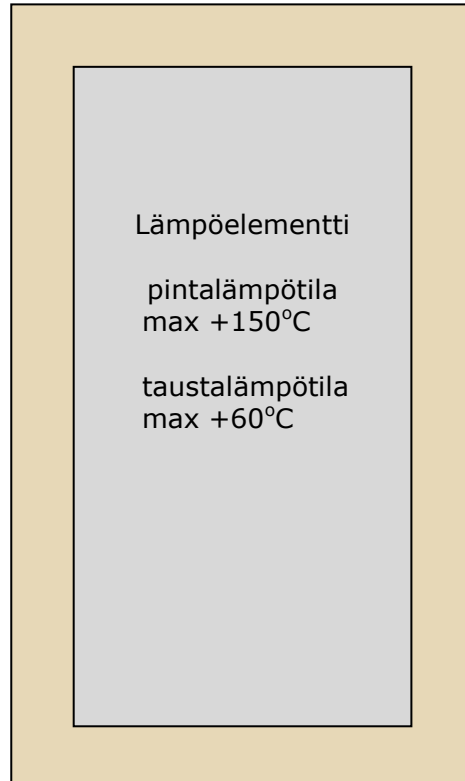 Lämpöelementti
pintalämpötila
max +150°C
taustalämpötila
max +60°C